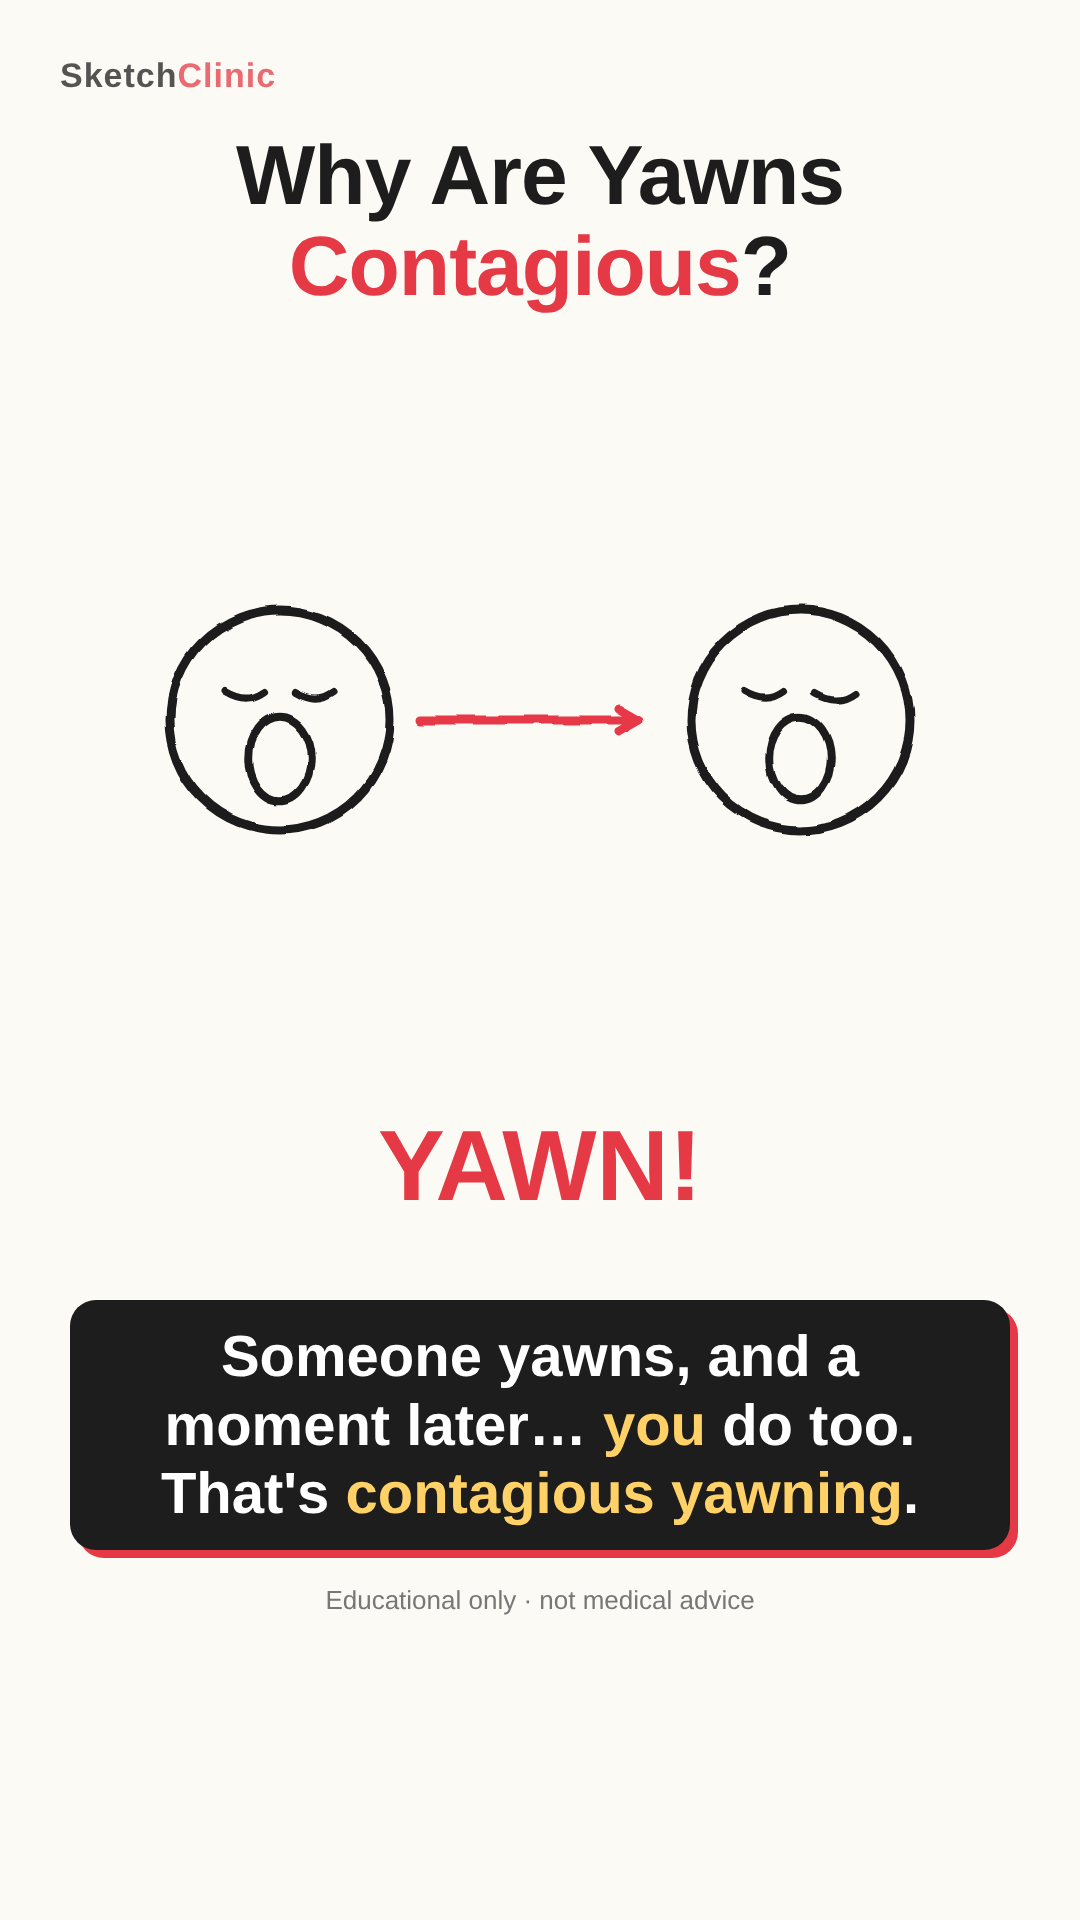 SketchClinic
Why Are Yawns
Contagious?
YAWN!
Someone yawns, and a
moment later… you do too.
That's contagious yawning.
Educational only · not medical advice